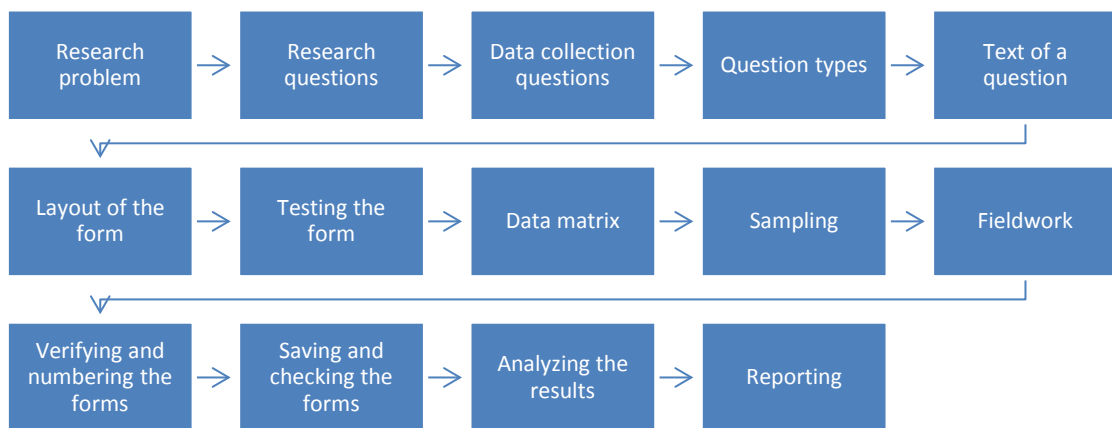 Research
problem
Research
questions
Data collection
questions
Question types
Text of a
question
Layout of the
form
Testing the
form
Data matrix
Sampling
Fieldwork
Verifying and
numbering the
forms
Saving and
checking the
forms
Analyzing the
results
Reporting